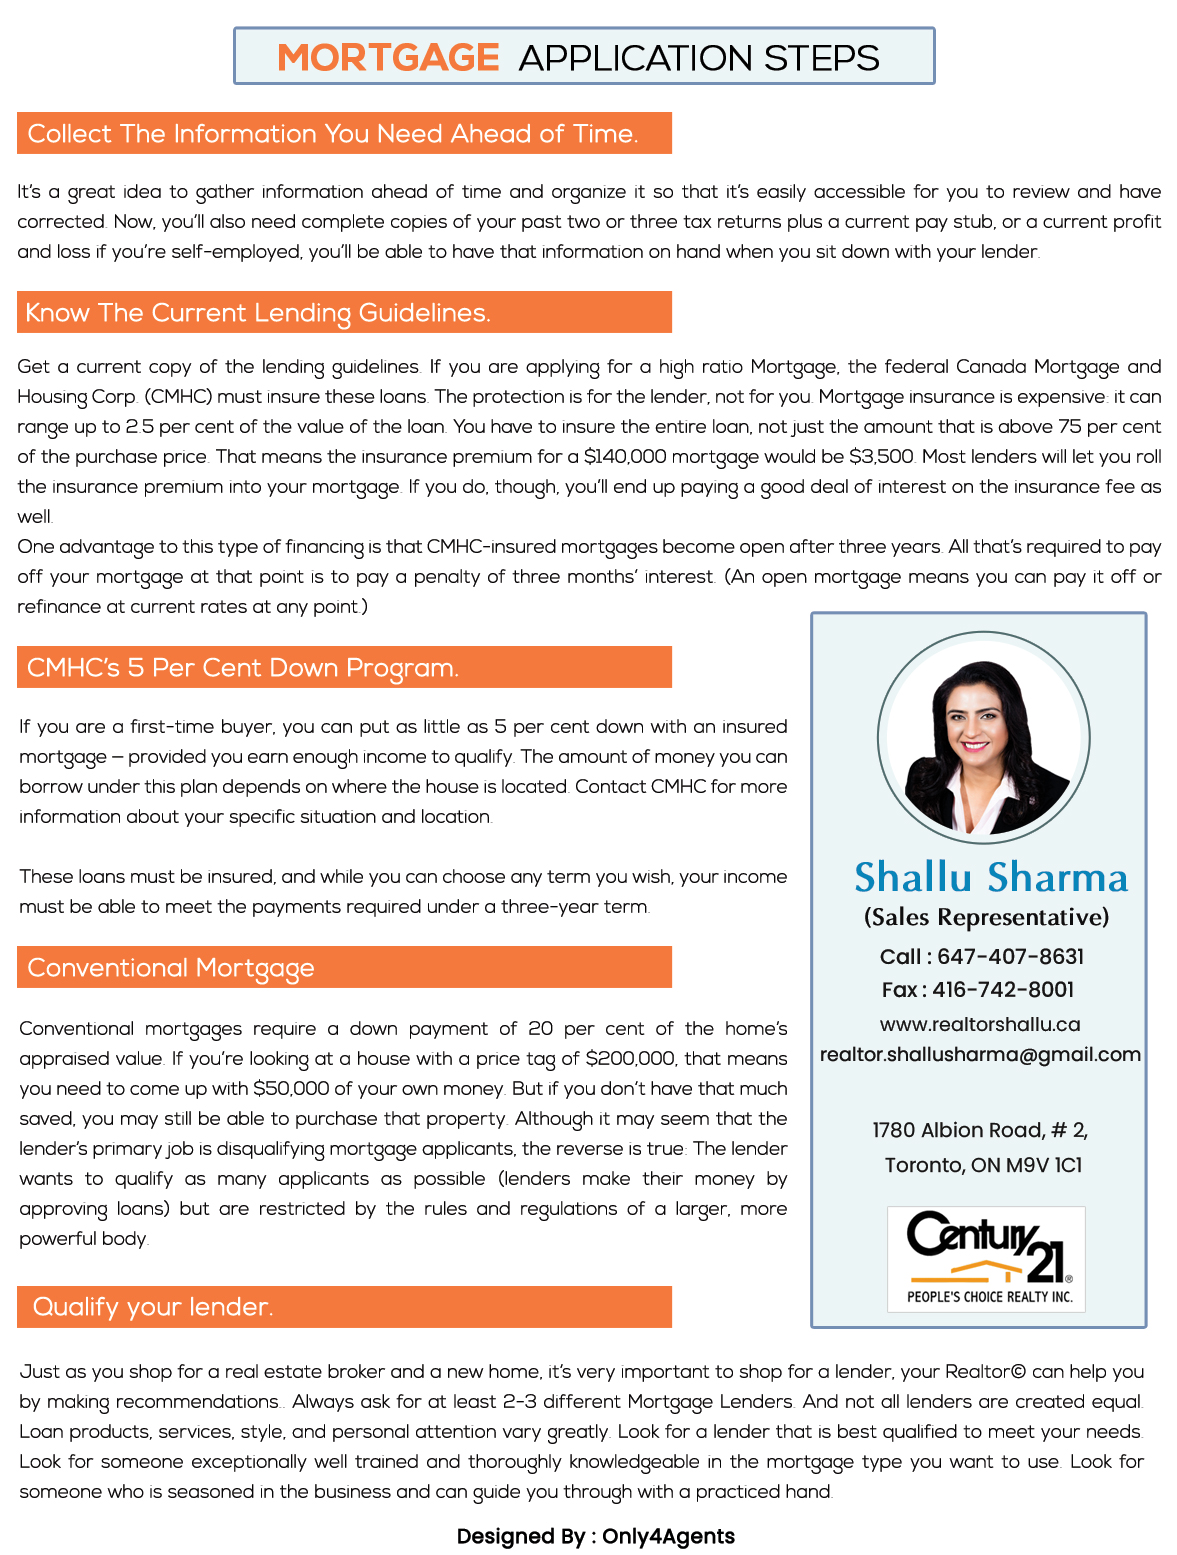 MORTGAGE APPLICATION STEPS
Collect The Information You Need Ahead of Time.
It's a great idea to gather information ahead of time and organize it so that it's easily accessible for you to review and have
corrected. Now, you'll also need complete copies of your past two or three tax returns plus a current pay stub, or a current profit
and loss if you're self-employed, you'll be able to have that information on hand when you sit down with your lender.
Know The Current Lending Guidelines.
Get a current copy of the lending guidelines. If you are applying for a high ratio Mortgage, the federal Canada Mortgage and
Housing Corp. (CMHC) must insure these loans. The protection is for the lender, not for you. Mortgage insurance is expensive: it can
range up to 2.5 per cent of the value of the loan. You have to insure the entire loan, not just the amount that is above 75 per cent
of the purchase price. That means the insurance premium for a $140,000 mortgage would be $3,500. Most lenders will let you roll
the insurance premium into your mortgage. If you do, though, you'll end up paying a good deal of interest on the insurance fee as
well.
One advantage to this type of financing is that CMHC-insured mortgages become open after three years. All that's required to pay
off your mortgage at that point is to pay a penalty of three months' interest. (An open mortgage means you can pay it off or
refinance at current rates at any point.)
CMHC's 5 Per Cent Down Program.
If you are a first-time buyer, you can put as little as 5 per cent down with an insured
mortgage – provided you earn enough income to qualify. The amount of money you can
borrow under this plan depends on where the house is located. Contact CMHC for more
information about your specific situation and location.
These loans must be insured, and while you can choose any term you wish, your income
must be able to meet the payments required under a three-year term.
Conventional Mortgage
Conventional mortgages require a down payment of 20 per cent of the home's
appraised value. If you're looking at a house with a price tag of $200,000, that means
you need to come up with $50,000 of your own money. But if you don't have that much
saved, you may still be able to purchase that property. Although it may seem that the
lender's primary job is disqualifying mortgage applicants, the reverse is true: The lender
wants to qualify as many applicants as possible (lenders make their money by
approving loans) but are restricted by the rules and regulations of a larger, more
powerful body.
Shallu Sharma
(Sales Representative)
Call : 647-407-8631
Fax : 416-742-8001
www.realtorshallu.ca
realtor.shallusharma@gmail.com
1780 Albion Road, # 2,
Toronto, ON M9V 1C1
Century 21®
PEOPLE'S CHOICE REALTY INC.
Qualify your lender.
Just as you shop for a real estate broker and a new home, it's very important to shop for a lender, your Realtor© can help you
by making recommendations.. Always ask for at least 2-3 different Mortgage Lenders. And not all lenders are created equal.
Loan products, services, style, and personal attention vary greatly. Look for a lender that is best qualified to meet your needs.
Look for someone exceptionally well trained and thoroughly knowledgeable in the mortgage type you want to use. Look for
someone who is seasoned in the business and can guide you through with a practiced hand.
Designed By : Only4Agents